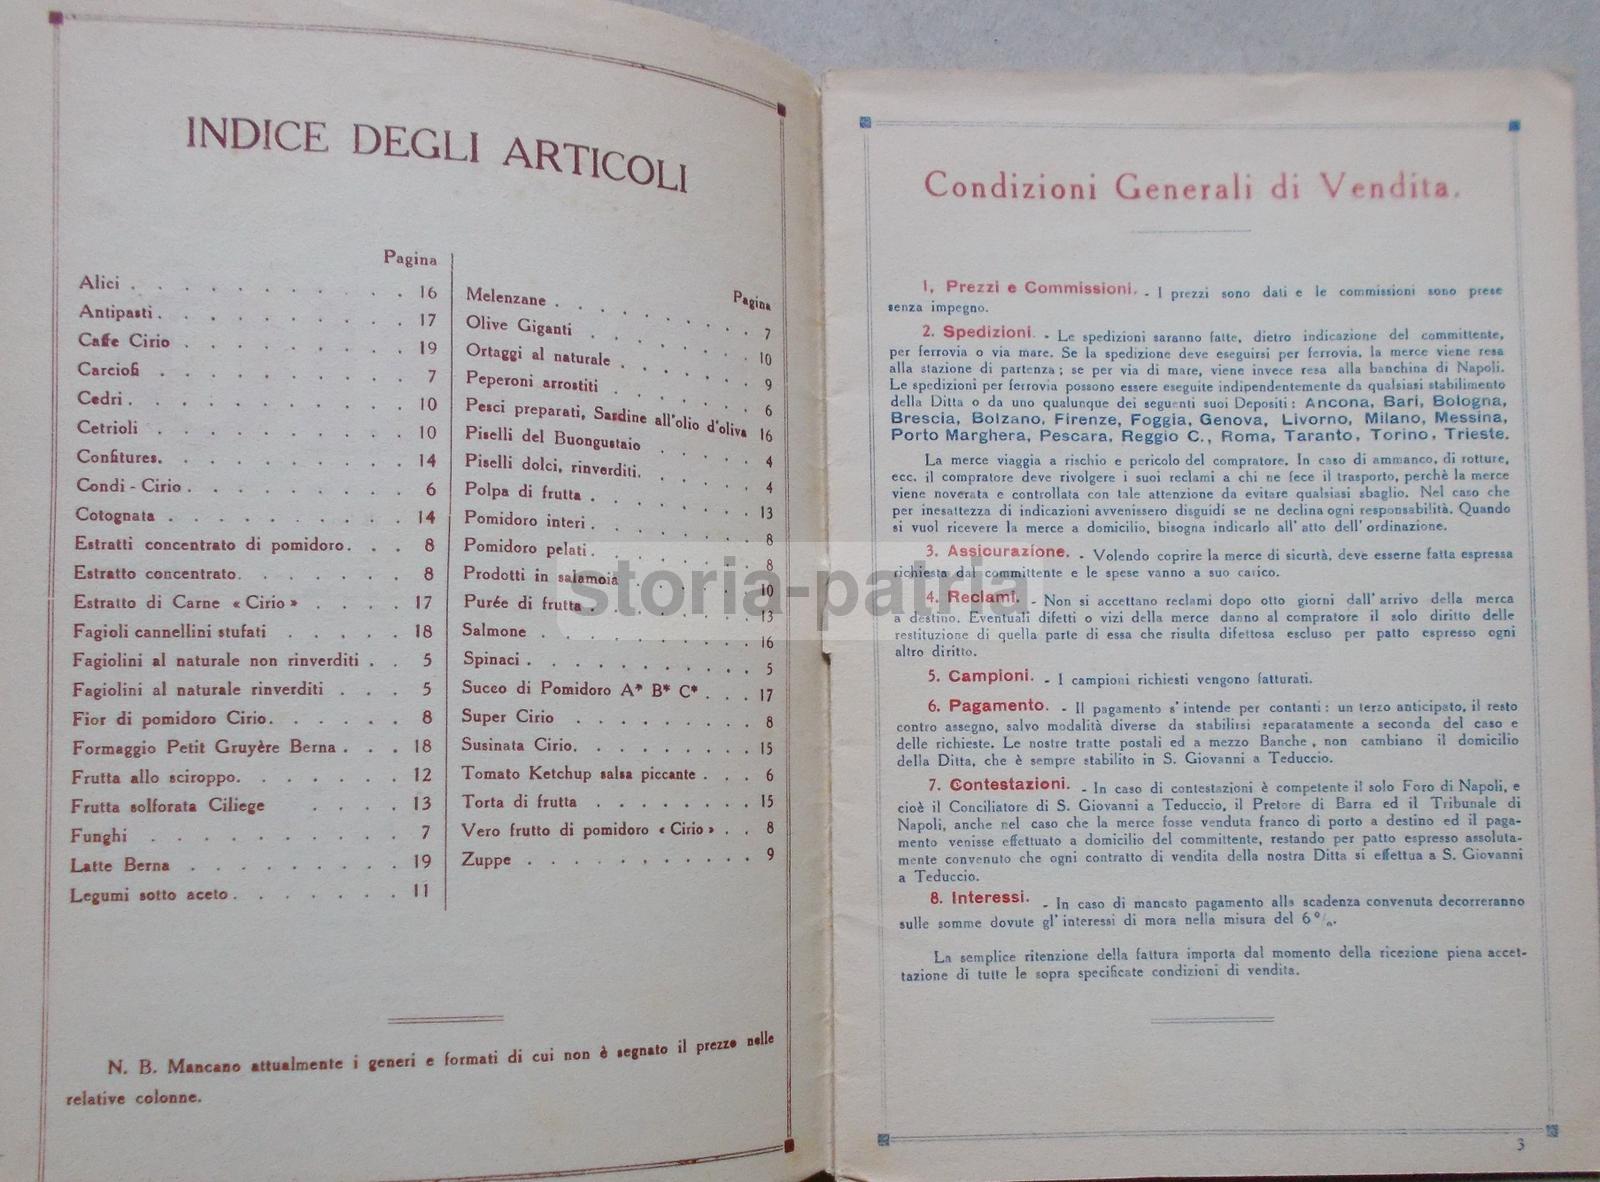 INDICE DEGLI ARTICOLI
Pagina
Alici . . . . . . . . . . 16
Antipasti . . . . . . . . . 17
Caffe Cirio . . . . . . . . 19
Carciofi . . . . . . . . . 7
Cedri . . . . . . . . . . 10
Cetrioli . . . . . . . . . 10
Confitures. . . . . . . . . 14
Condi - Cirio . . . . . . . . 6
Cotognata . . . . . . . . . 14
Estratti concentrato di pomidoro. . . 8
Estratto concentrato. . . . . . . 8
Estratto di Carne « Cirio » . . . . 17
Fagioli cannellini stufati . . . . . 18
Fagiolini al naturale non rinverditi . . 5
Fagiolini al naturale rinverditi . . . 5
Fior di pomidoro Cirio. . . . . . 8
Formaggio Petit Gruyère Berna . . . 18
Frutta allo sciroppo. . . . . . . 12
Frutta solforata Ciliege . . . . 13
Funghi . . . . . . . . . 7
Latte Berna . . . . . . . . 19
Legumi sotto aceto . . . . . . . 11
Pagina
Melenzane . . . . . . . . . 7
Olive Giganti . . . . . . . . 10
Ortaggi al naturale . . . . . . . 9
Peperoni arrostiti . . . . . . . 6
Pesci preparati, Sardine all'olio d'oliva 16
Piselli del Buongustaio . . . . . 4
Piselli dolci, rinverditi. . . . . . 4
Polpa di frutta . . . . . . . . 13
Pomidoro interi . . . . . . . . 8
Pomidoro pelati . . . . . . . . 8
Prodotti in salamoia . . . . . . 10
Purée di frutta . . . . . . . . 13
Salmone . . . . . . . . . 16
Spinaci . . . . . . . . . . 5
Succo di Pomidoro A* B* C* . . . 17
Super Cirio . . . . . . . . . 8
Susinata Cirio. . . . . . . . . 15
Tomato Ketchup salsa piccante . . . 6
Torta di frutta . . . . . . . . 15
Vero frutto di pomidoro « Cirio » . . 8
Zuppe . . . . . . . . . . 9
N. B. Mancano attualmente i generi e formati di cui non è segnato il prezzo nelle
relative colonne.
storia-patria
Condizioni Generali di Vendita.
1, Prezzi e Commissioni. - I prezzi sono dati e le commissioni sono prese
senza impegno.
2. Spedizioni. - Le spedizioni saranno fatte, dietro indicazione del committente,
per ferrovia o via mare. Se la spedizione deve eseguirsi per ferrovia, la merce viene resa
alla stazione di partenza ; se per via di mare, viene invece resa alla banchina di Napoli.
Le spedizioni per ferrovia possono essere eseguite indipendentemente da qualsiasi stabilimento
della Ditta o da uno qualunque dei seguenti suoi Depositi : Ancona, Bari, Bologna,
Brescia, Bolzano, Firenze, Foggia, Genova, Livorno, Milano, Messina,
Porto Marghera, Pescara, Reggio C., Roma, Taranto, Torino, Trieste.
La merce viaggia a rischio e pericolo del compratore. In caso di ammanco, di rotture,
ecc. il compratore deve rivolgere i suoi reclami a chi ne fece il trasporto, perchè la merce
viene noverata e controllata con tale attenzione da evitare qualsiasi sbaglio. Nel caso che
per inesattezza di indicazioni avvenissero disguidi se ne declina ogni responsabilità. Quando
si vuol ricevere la merce a domicilio, bisogna indicarlo all' atto dell' ordinazione.
3. Assicurazione. - Volendo coprire la merce di sicurtà, deve esserne fatta espressa
richiesta dal committente e le spese vanno a suo carico.
4. Reclami. - Non si accettano reclami dopo otto giorni dall' arrivo della merca
a destino. Eventuali difetti o vizi della merce danno al compratore il solo diritto delle
restituzione di quella parte di essa che risulta difettosa escluso per patto espresso ogni
altro diritto.
5. Campioni. - I campioni richiesti vengono fatturati.
6. Pagamento. - Il pagamento s' intende per contanti : un terzo anticipato, il resto
contro assegno, salvo modalità diverse da stabilirsi separatamente a seconda del caso e
delle richieste. Le nostre tratte postali ed a mezzo Banche, non cambiano il domicilio
della Ditta, che è sempre stabilito in S. Giovanni a Teduccio.
7. Contestazioni. - In caso di contestazioni è competente il solo Foro di Napoli, e
cioè il Conciliatore di S. Giovanni a Teduccio, il Pretore di Barra ed il Tribunale di
Napoli, anche nel caso che la merce fosse venduta franco di porto a destino ed il paga-
mento venisse effettuato a domicilio del committente, restando per patto espresso assoluta-
mente convenuto che ogni contratto di vendita della nostra Ditta si effettua a S. Giovanni
a Teduccio.
8. Interessi. - In caso di mancato pagamento alla scadenza convenuta decorreranno
sulle somme dovute gl' interessi di mora nella misura del 6 %.
La semplice ritenzione della fattura importa dal momento della ricezione piena accet-
tazione di tutte le sopra specificate condizioni di vendita.
3